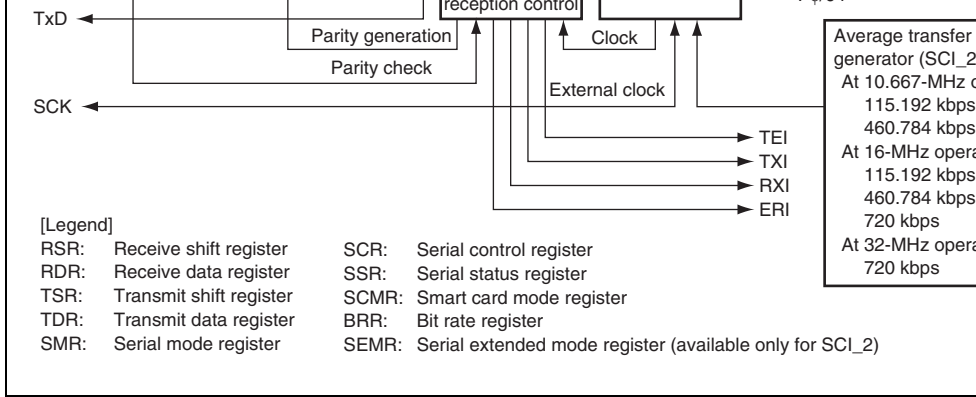 reception control
TxD
Parity generation
Clock
Parity check
External clock
SCK
TEI
TXI
RXI
ERI
Average transfer
generator (SCI_2
At 10.667-MHz
115.192 kbps
460.784 kbps
At 16-MHz
115.192 kbps
460.784 kbps
720 kbps
At 32-MHz
720 kbps
[Legend]
RSR: Receive shift register
RDR: Receive data register
TSR: Transmit shift register
TDR: Transmit data register
SMR: Serial mode register
SCR: Serial control register
SSR: Serial status register
SCMR: Smart card mode register
BRR: Bit rate register
SEMR: Serial extended mode register (available only for SCI_2)